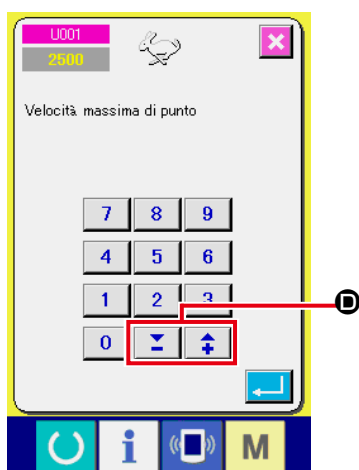 U001
2500
Velocità massima di punto
7 8 9
4 5 6
1 2 3
0 − +
D
i M